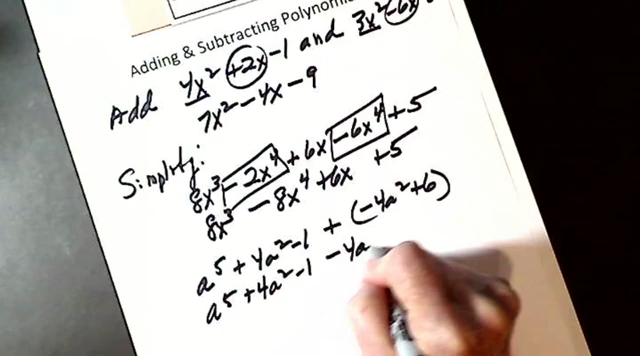 Adding & Subtracting Polynomi
Add 4x² +2x -1 and 3x² -6x
7x² - 4x - 9
Simplify:
8x³ - 2x⁴ + 6x - 6x⁴ + 5
8x³ - 8x⁴ + 6x + 5
a⁵ + 4a² - 1 + (-4a² + 6)
a⁵ + 4a² - 1 - 4a